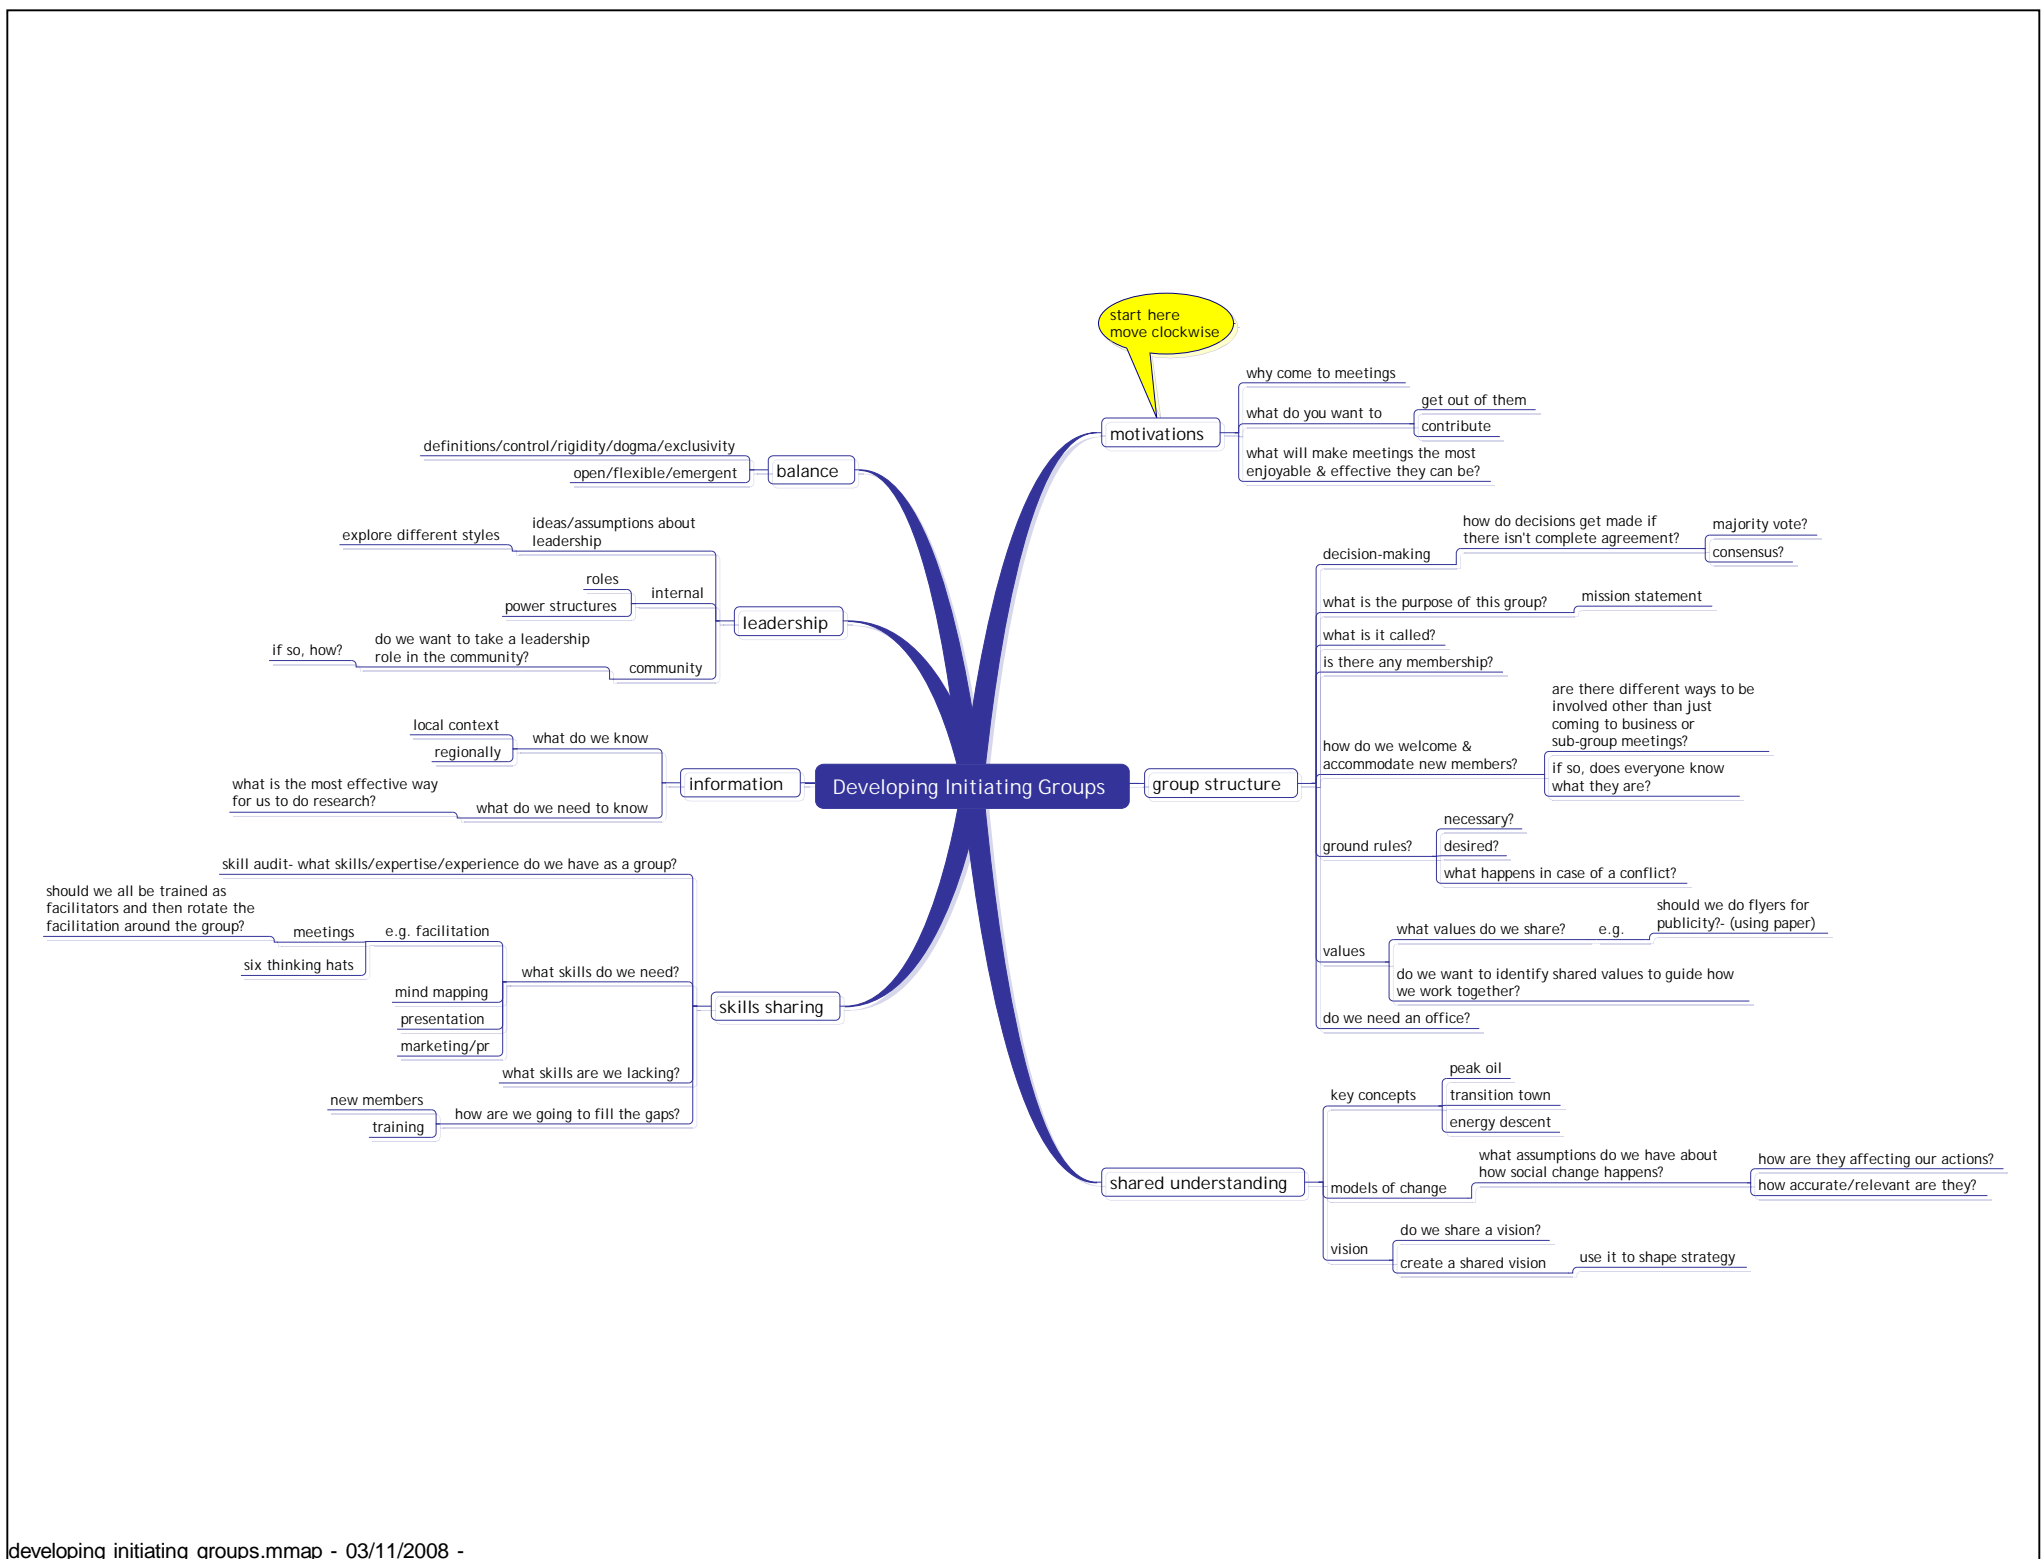 start here
move clockwise
motivations
why come to meetings
what do you want to
get out of them
contribute
what will make meetings the most
enjoyable & effective they can be?
Developing Initiating Groups
group structure
decision-making
how do decisions get made if
there isn't complete agreement?
majority vote?
consensus?
what is the purpose of this group?
mission statement
what is it called?
is there any membership?
how do we welcome &
accommodate new members?
are there different ways to be
involved other than just
coming to business or
sub-group meetings?
if so, does everyone know
what they are?
ground rules?
necessary?
desired?
what happens in case of a conflict?
values
what values do we share?
e.g.
should we do flyers for
publicity?- (using paper)
do we want to identify shared values to guide how
we work together?
do we need an office?
shared understanding
key concepts
peak oil
transition town
energy descent
models of change
what assumptions do we have about
how social change happens?
how are they affecting our actions?
how accurate/relevant are they?
vision
do we share a vision?
create a shared vision
use it to shape strategy
skills sharing
skill audit- what skills/expertise/experience do we have as a group?
what skills do we need?
e.g. facilitation
meetings
should we all be trained as
facilitators and then rotate the
facilitation around the group?
six thinking hats
mind mapping
presentation
marketing/pr
what skills are we lacking?
how are we going to fill the gaps?
new members
training
information
what do we know
local context
regionally
what do we need to know
what is the most effective way
for us to do research?
leadership
ideas/assumptions about
leadership
explore different styles
internal
roles
power structures
community
do we want to take a leadership
role in the community?
if so, how?
balance
definitions/control/rigidity/dogma/exclusivity
open/flexible/emergent
developing initiating groups.mmap - 03/11/2008 -